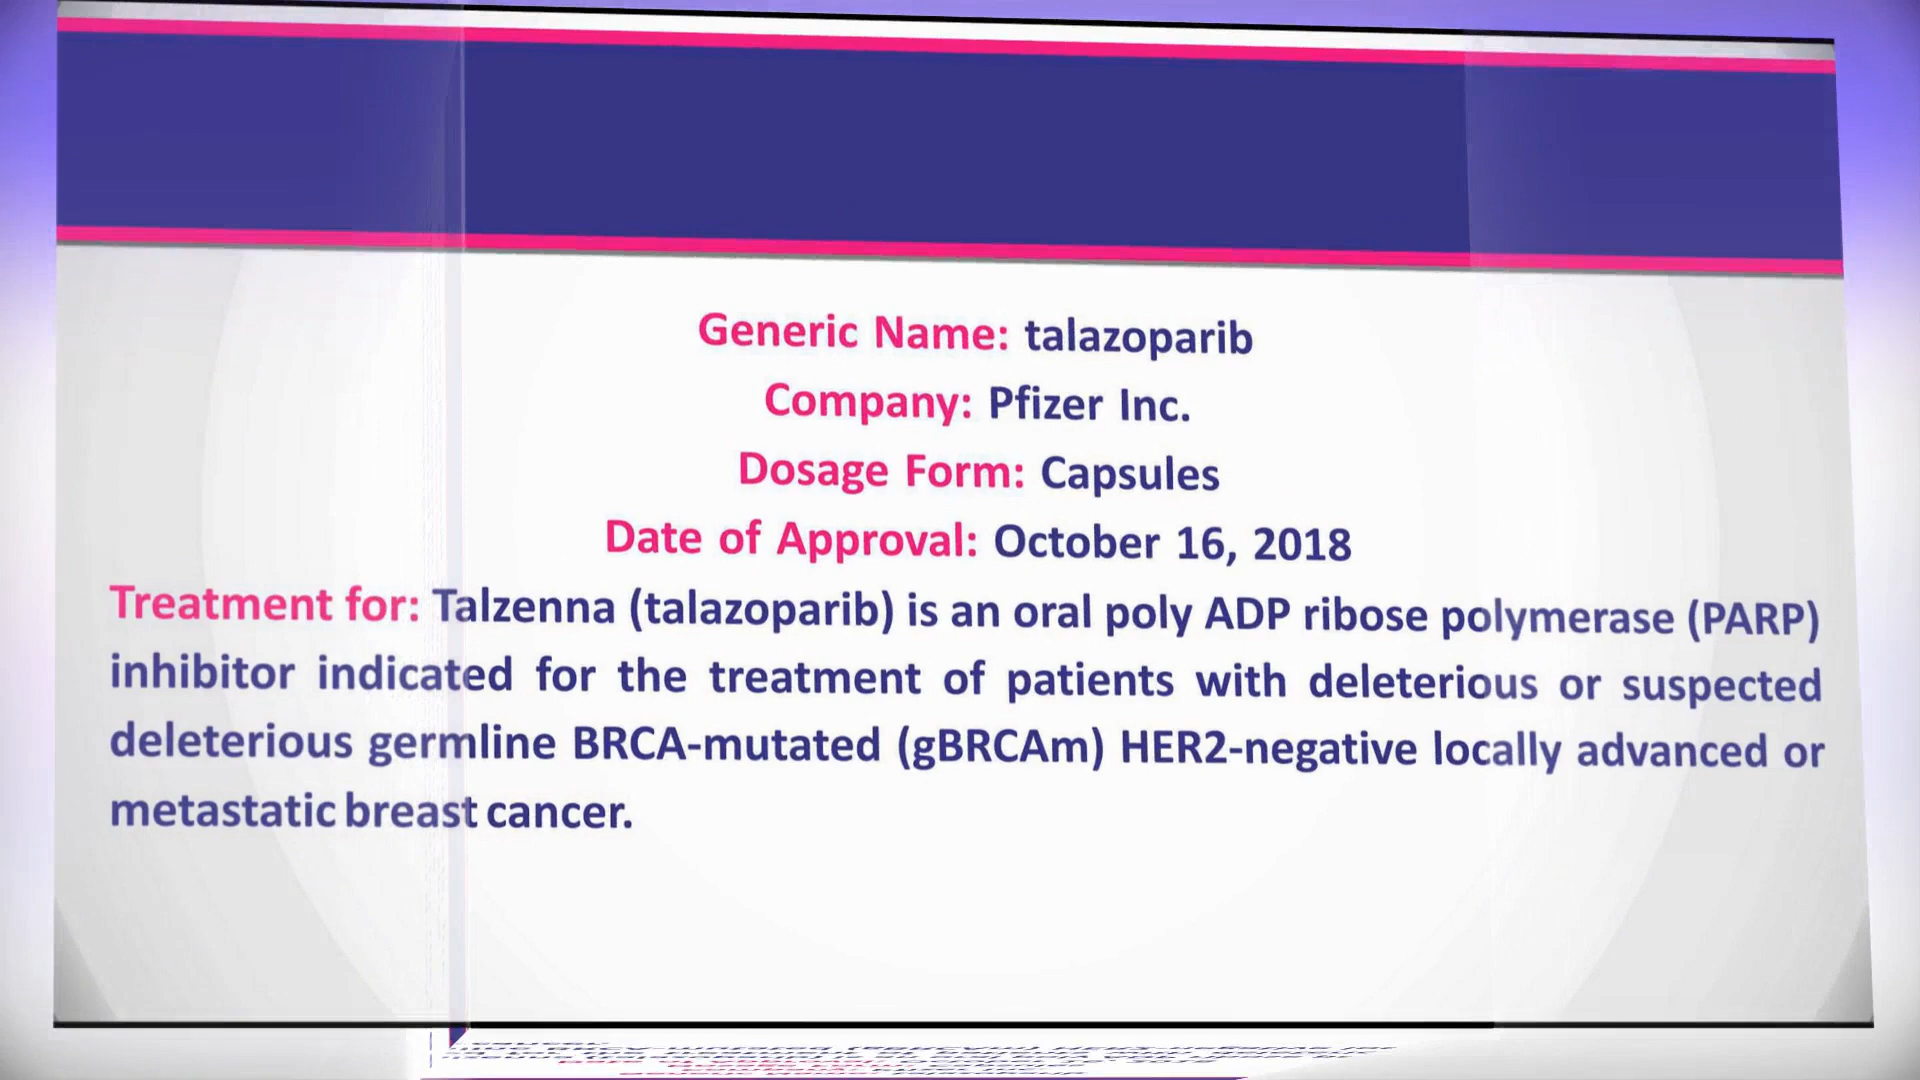 Generic Name: talazoparib
Company: Pfizer Inc.
Dosage Form: Capsules
Date of Approval: October 16, 2018
Treatment for: Talzenna (talazoparib) is an oral poly ADP ribose polymerase (PARP)
inhibitor indicated for the treatment of patients with deleterious or suspected
deleterious germline BRCA-mutated (gBRCAm) HER2-negative locally advanced or
metastatic breast cancer.